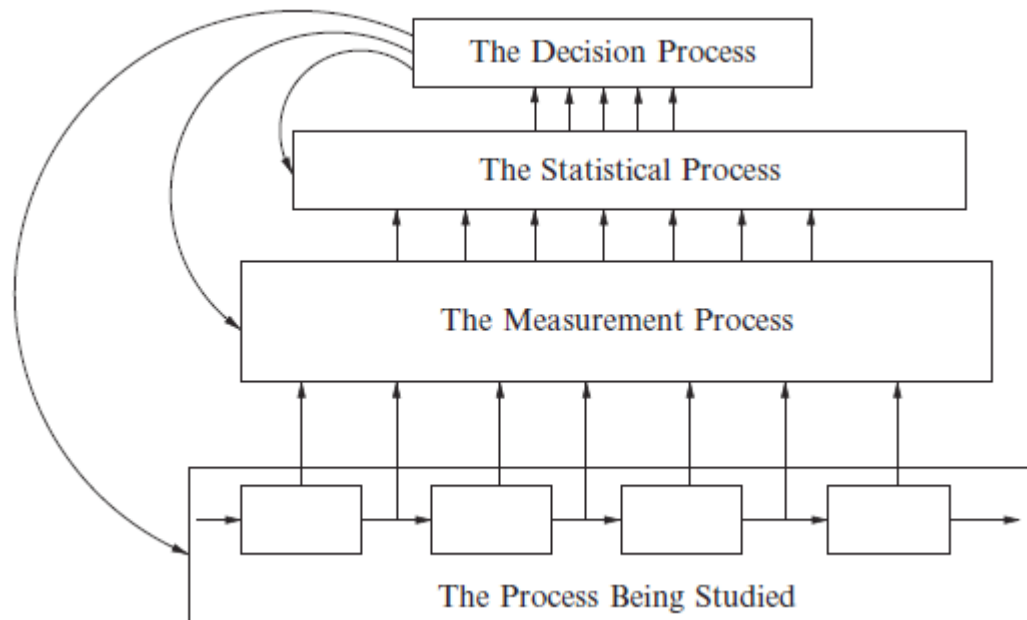 The Decision Process
The Statistical Process
The Measurement Process
The Process Being Studied